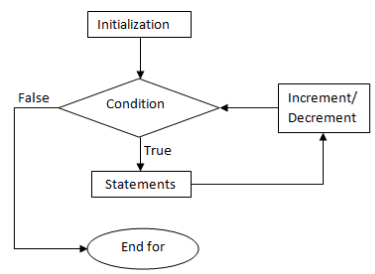 Initialization
False
Condition
Increment/
Decrement
True
Statements
End for